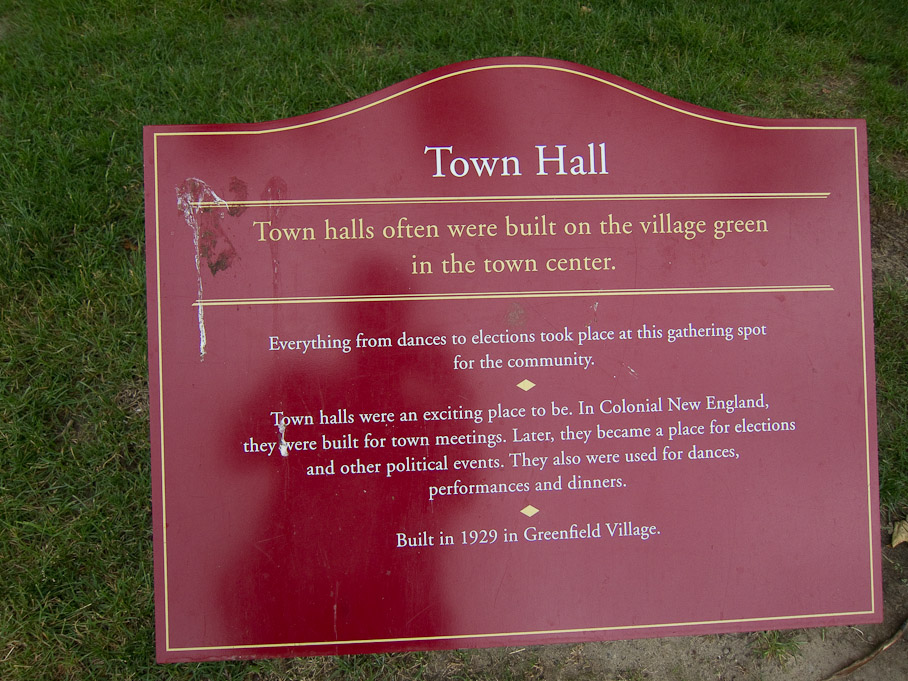 Town Hall
Town halls often were built on the village green
in the town center.
Everything from dances to elections took place at this gathering spot
for the community.
Town halls were an exciting place to be. In Colonial New England,
they were built for town meetings. Later, they became a place for elections
and other political events. They also were used for dances,
performances and dinners.
Built in 1929 in Greenfield Village.